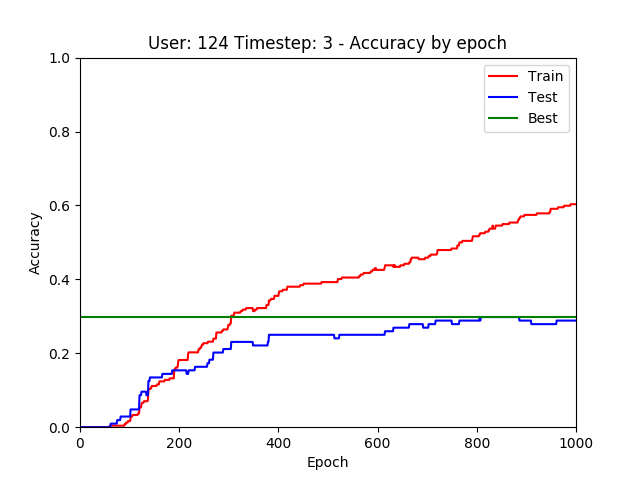 User: 124 Timestep: 3 - Accuracy by epoch
1.0
0.8
0.6
0.4
0.2
0.0
Accuracy
Train
Test
Best
0 200 400 600 800 1000
Epoch